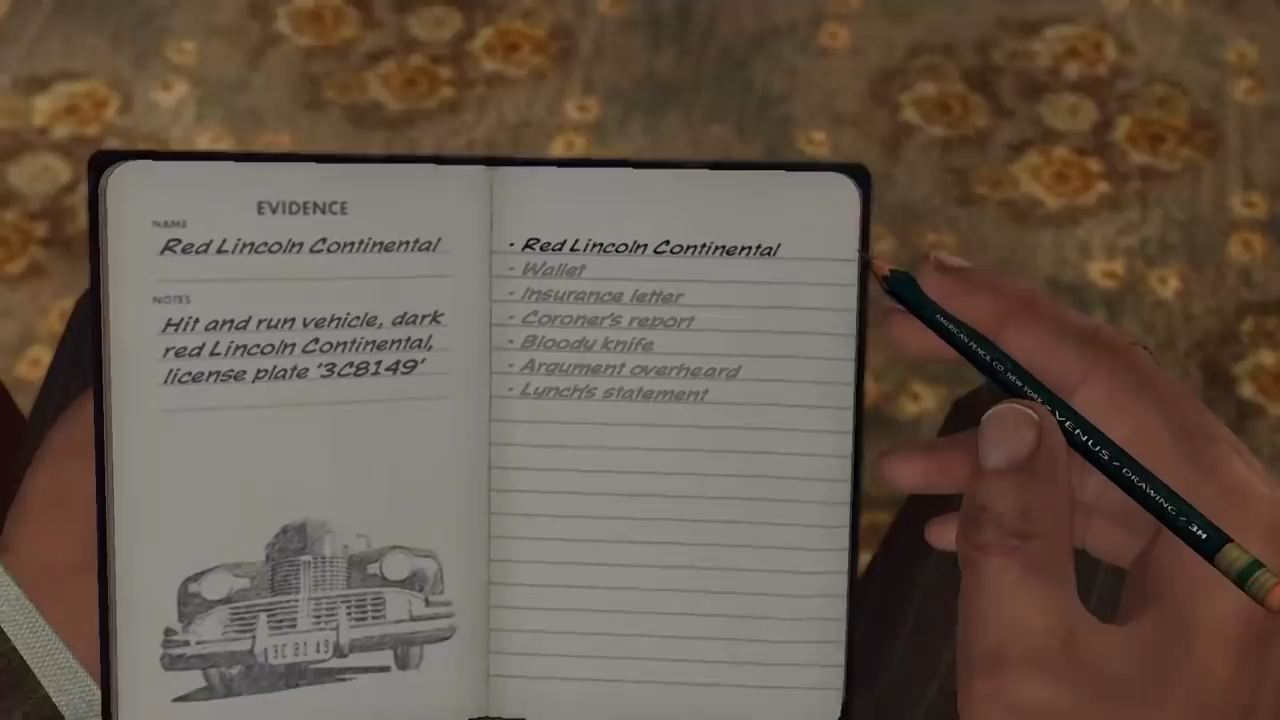 EVIDENCE
NAME
Red Lincoln Continental
NOTES
Hit and run vehicle, dark
red Lincoln Continental,
license plate '3C8149'
3C 81 49
· Red Lincoln Continental
- Wallet
- Insurance letter
- Coroner's report
- Bloody knife
- Argument overheard
- Lynch's statement
AMERICAN PENCIL CO. NEW YORK VENUS / DRAWING / 3H